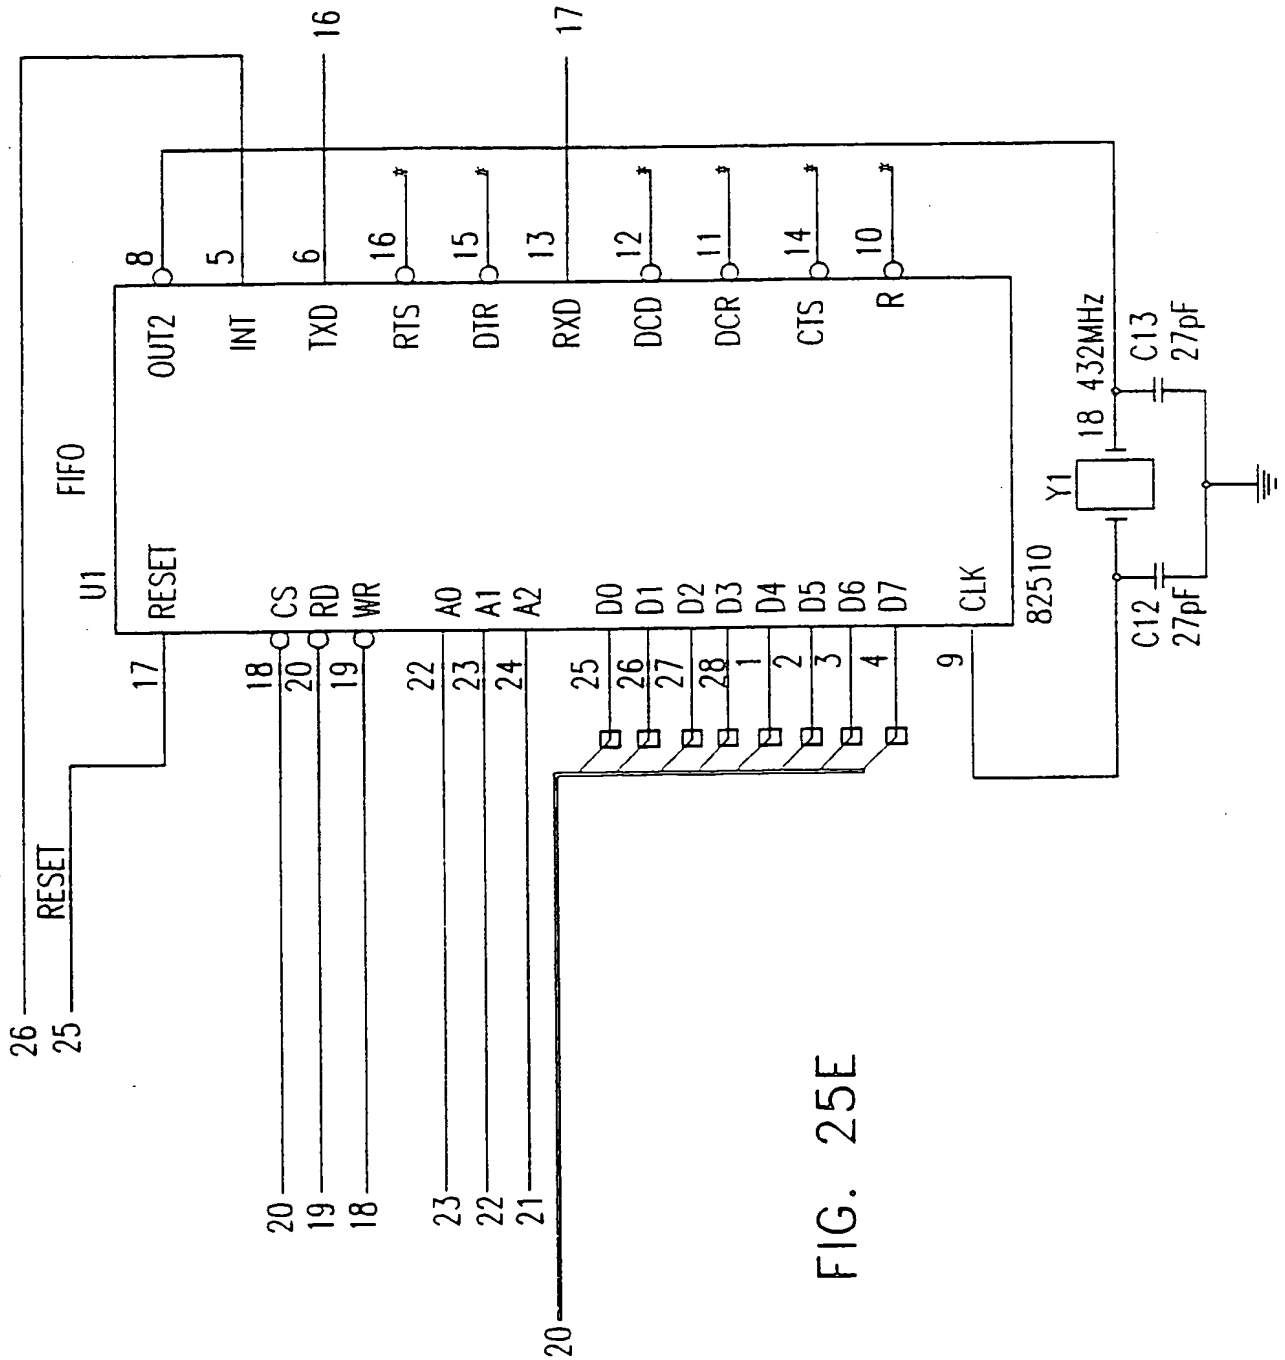 FIFO
U1
26
25
RESET
17
RESET
20
18
CS
19
20
RD
18
19
WR
23
22
A0
22
23
A1
21
24
A2
20
25
D0
26
D1
27
D2
28
D3
1
D4
2
D5
3
D6
4
D7
9
CLK
82510
OUT2
8
INT
5
TXD
6
16
RTS
16
#
DTR
15
#
RXD
13
17
DCD
12
#
DCR
11
#
CTS
14
#
R
10
#
Y1
18 432MHz
C12
27pF
C13
27pF
FIG. 25E